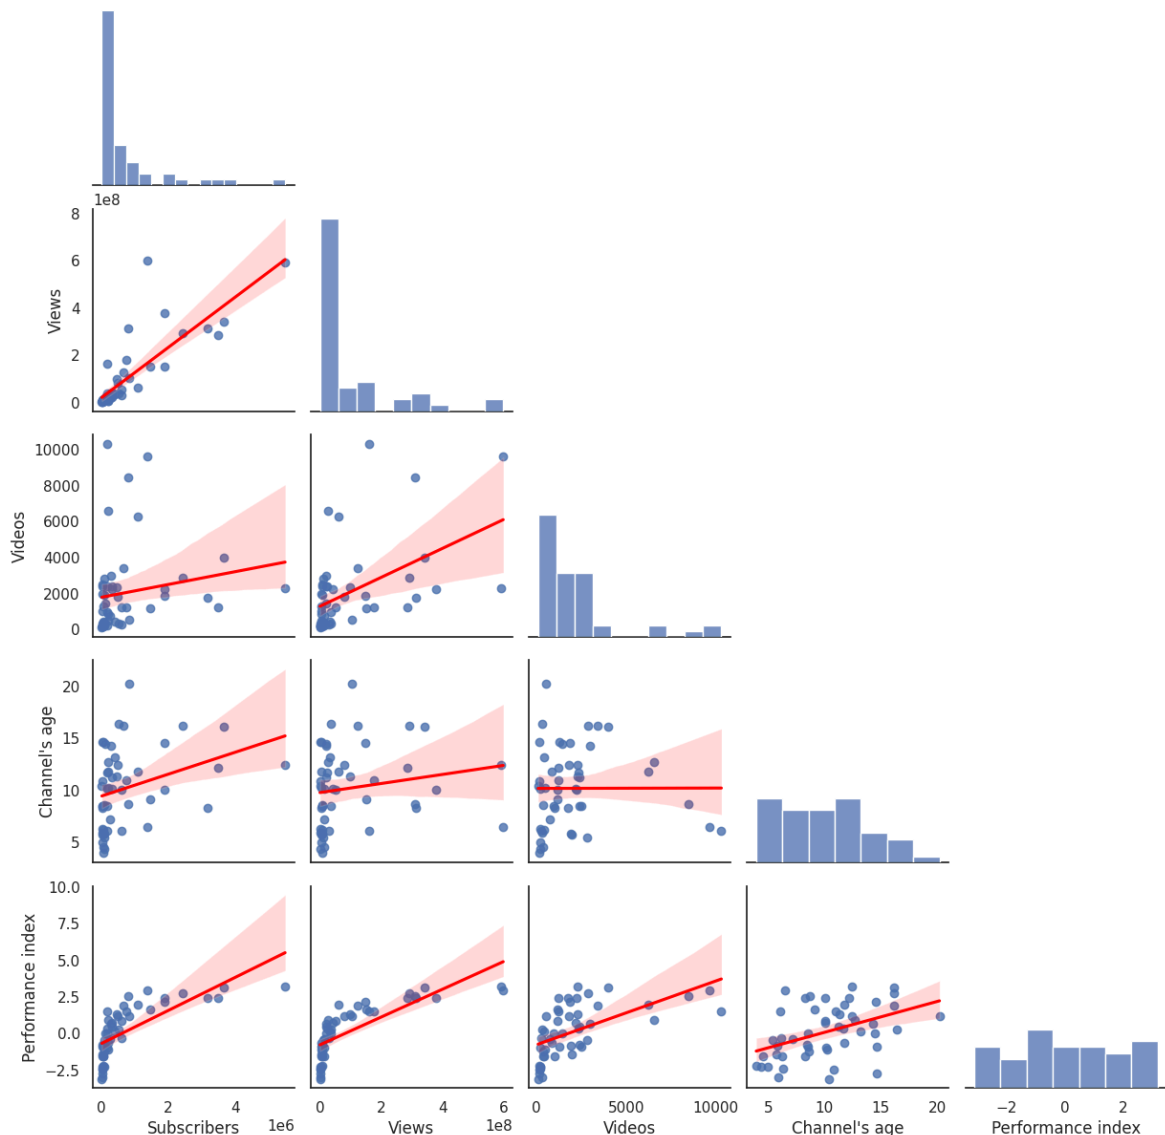 1e8
8
6
4
2
0
Views
10000
8000
6000
4000
2000
0
Videos
20
15
10
5
Channel's age
10.0
7.5
5.0
2.5
0.0
−2.5
Performance index
0 2 4
1e6
Subscribers
0 2 4 6
1e8
Views
0 5000 10000
Videos
5 10 15 20
Channel's age
−2 0 2
Performance index